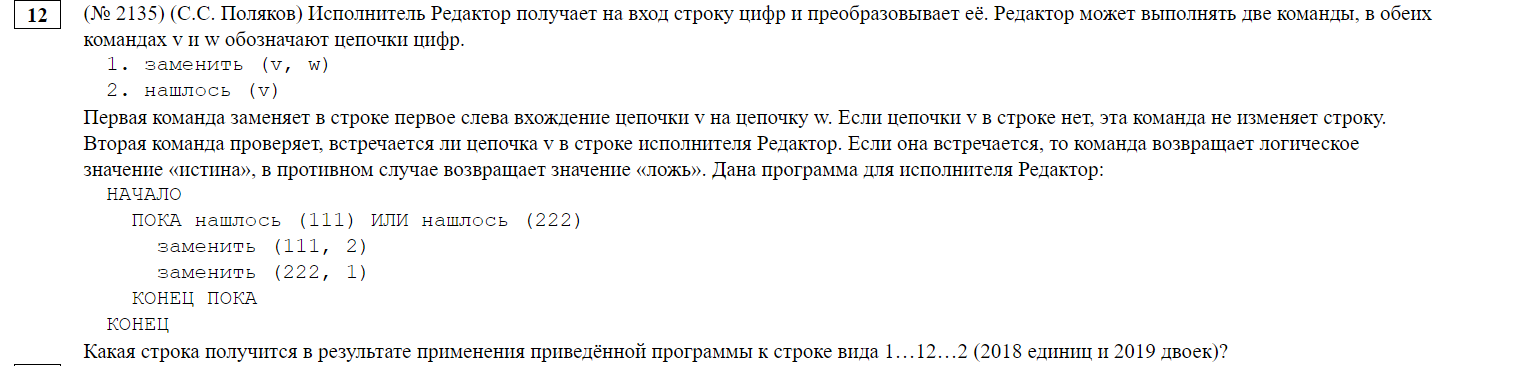 12
(№ 2135) (С.С. Поляков) Исполнитель Редактор получает на вход строку цифр и преобразовывает её. Редактор может выполнять две команды, в обеих
командах v и w обозначают цепочки цифр.
1. заменить (v, w)
2. нашлось (v)
Первая команда заменяет в строке первое слева вхождение цепочки v на цепочку w. Если цепочки v в строке нет, эта команда не изменяет строку.
Вторая команда проверяет, встречается ли цепочка v в строке исполнителя Редактор. Если она встречается, то команда возвращает логическое
значение «истина», в противном случае возвращает значение «ложь». Дана программа для исполнителя Редактор:
НАЧАЛО
ПОКА нашлось (111) ИЛИ нашлось (222)
заменить (111, 2)
заменить (222, 1)
КОНЕЦ ПОКА
КОНЕЦ
Какая строка получится в результате применения приведённой программы к строке вида 1…12…2 (2018 единиц и 2019 двоек)?